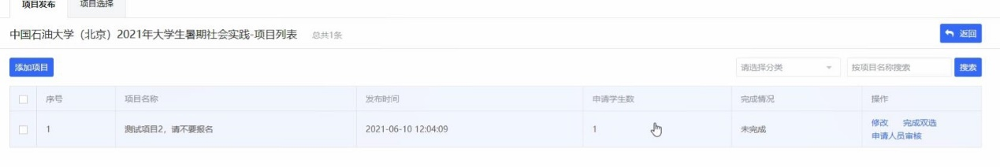 项目发布 项目选择
中国石油大学（北京）2021年大学生暑期社会实践-项目列表 总共1条 返回
添加项目 请选择分类 按项目名称搜索 搜索
序号 项目名称 发布时间 申请学生数 完成情况 操作
1 测试项目2，请不要报名 2021-06-10 12:04:09 1 未完成 修改 完成双选
申请人员审核